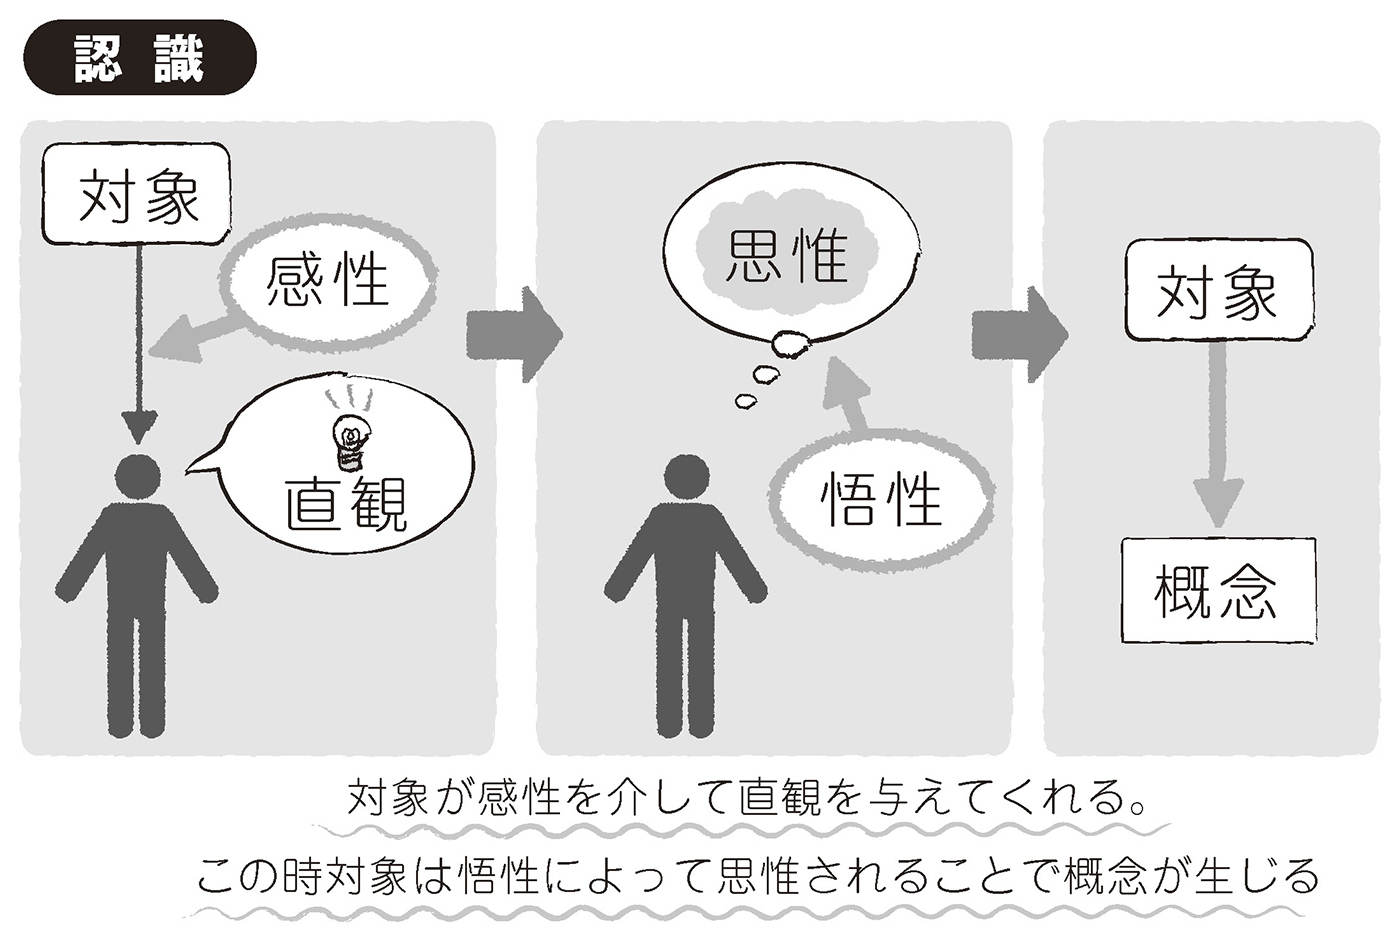 認識
対象
感性
直観
思惟
悟性
対象
概念
対象が感性を介して直観を与えてくれる。
この時対象は悟性によって思惟されることで概念が生じる